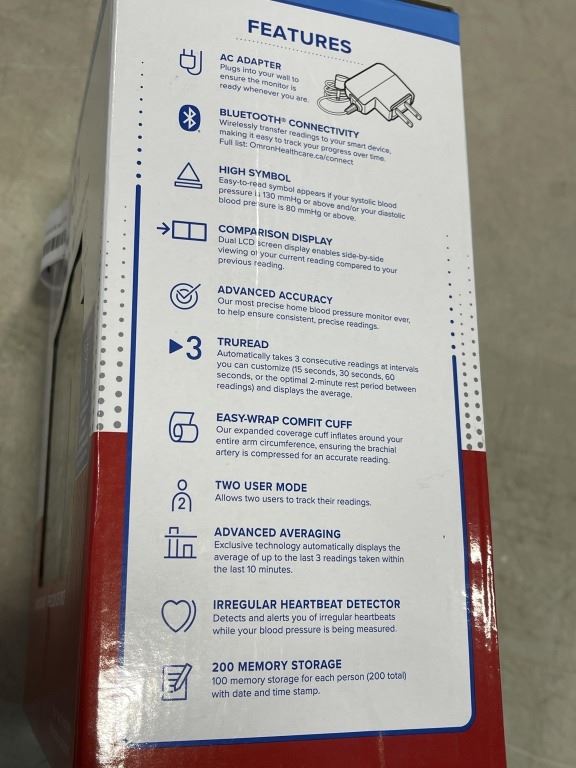 FEATURES
AC ADAPTER
Plugs into your wall to
ensure the monitor is
ready whenever you are.
BLUETOOTH® CONNECTIVITY
Wirelessly transfer readings to your smart device,
making it easy to track your progress over time.
Full list: OmronHealthcare.ca/connect
HIGH SYMBOL
Easy-to-read symbol appears if your systolic blood
pressure is 130 mmHg or above and/or your diastolic
blood pressure is 80 mmHg or above.
COMPARISON DISPLAY
Dual LCD screen display enables side-by-side
viewing of your current reading compared to your
previous reading.
ADVANCED ACCURACY
Our most precise home blood pressure monitor ever,
to help ensure consistent, precise readings.
3
TRUREAD
Automatically takes 3 consecutive readings at intervals
you can customize (15 seconds, 30 seconds, 60
seconds, or the optimal 2-minute rest period between
readings) and displays the average.
EASY-WRAP COMFIT CUFF
Our expanded coverage cuff inflates around your
entire arm circumference, ensuring the brachial
artery is compressed for an accurate reading.
2
TWO USER MODE
Allows two users to track their readings.
ADVANCED AVERAGING
Exclusive technology automatically displays the
average of up to the last 3 readings taken within
the last 10 minutes.
IRREGULAR HEARTBEAT DETECTOR
Detects and alerts you of irregular heartbeats
while your blood pressure is being measured.
200 MEMORY STORAGE
100 memory storage for each person (200 total)
with date and time stamp.